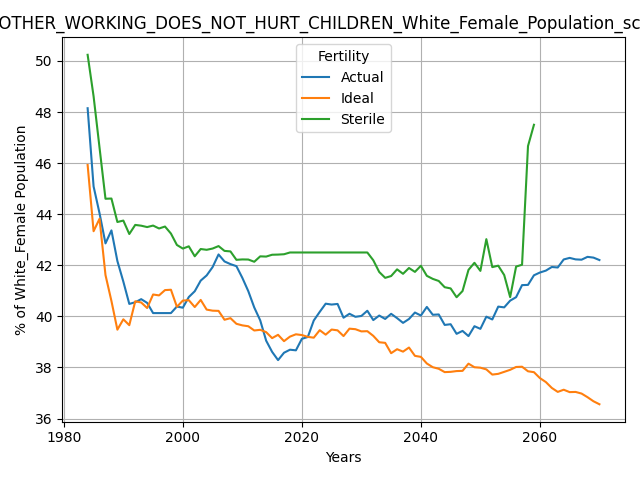 OTHER_WORKING_DOES_NOT_HURT_CHILDREN_White_Female_Population_sc
Fertility
Actual
Ideal
Sterile
% of White_Female Population
50
48
46
44
42
40
38
36
1980
2000
2020
2040
2060
Years